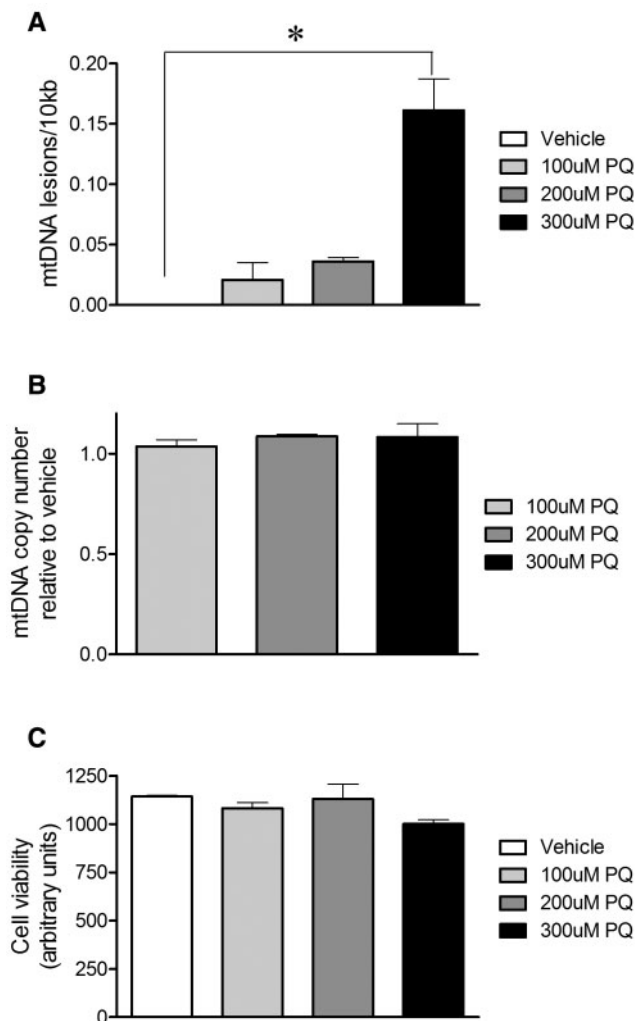 A
*
mtDNA lesions/10kb
0.20
0.15
0.10
0.05
0.00
Vehicle
100uM PQ
200uM PQ
300uM PQ
B
mtDNA copy number
relative to vehicle
1.0
0.5
0.0
100uM PQ
200uM PQ
300uM PQ
C
Cell viability
(arbitrary units)
1250
1000
750
500
250
0
Vehicle
100uM PQ
200uM PQ
300uM PQ